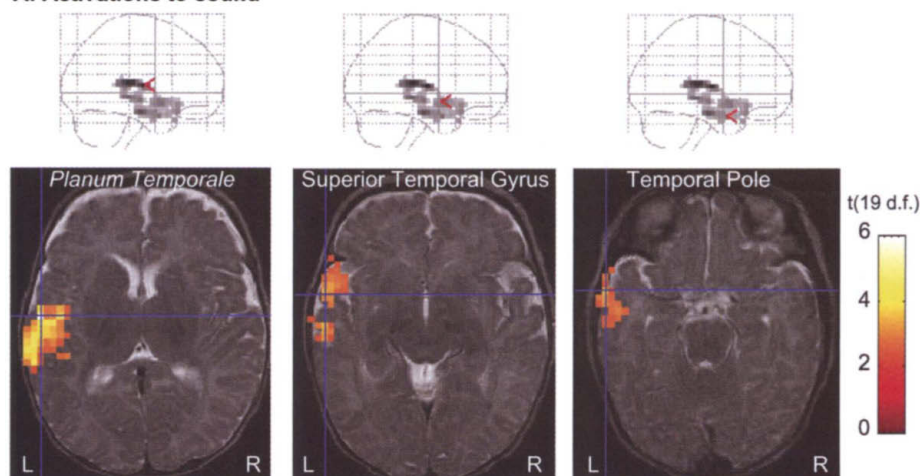 Planum Temporale
Superior Temporal Gyrus
Temporal Pole
t(19 d.f.)
6
4
2
0
L R
L R
L R